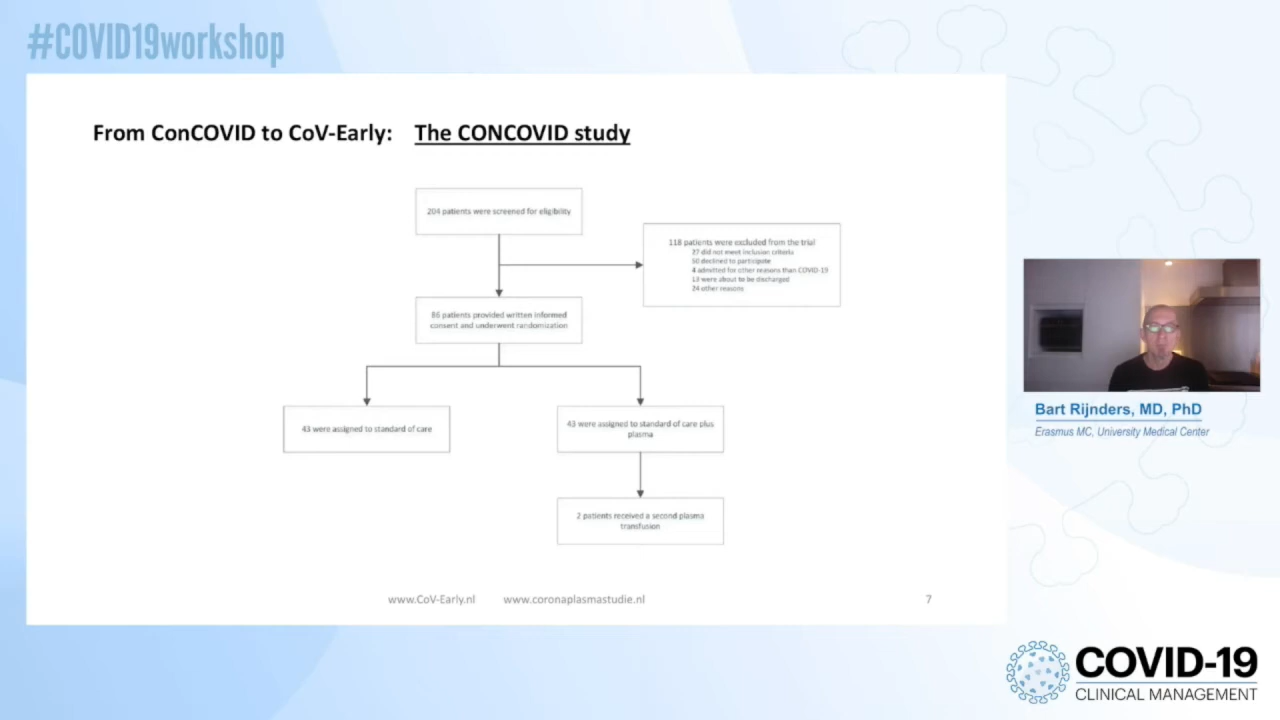 #COVID19workshop
From ConCOVID to CoV-Early: The CONCOVID study
204 patients were screened for eligibility
118 patients were excluded from the trial
27 did not meet inclusion criteria
50 declined to participate
4 admitted for other reasons than COVID-19
13 were about to be discharged
24 other reasons
86 patients provided written informed
consent and underwent randomization
43 were assigned to standard of care
43 were assigned to standard of care plus
plasma
2 patients received a second plasma
transfusion
www.CoV-Early.nl www.coronaplasmastudie.nl
7
Bart Rijnders, MD, PhD
Erasmus MC, University Medical Center
COVID-19
CLINICAL MANAGEMENT